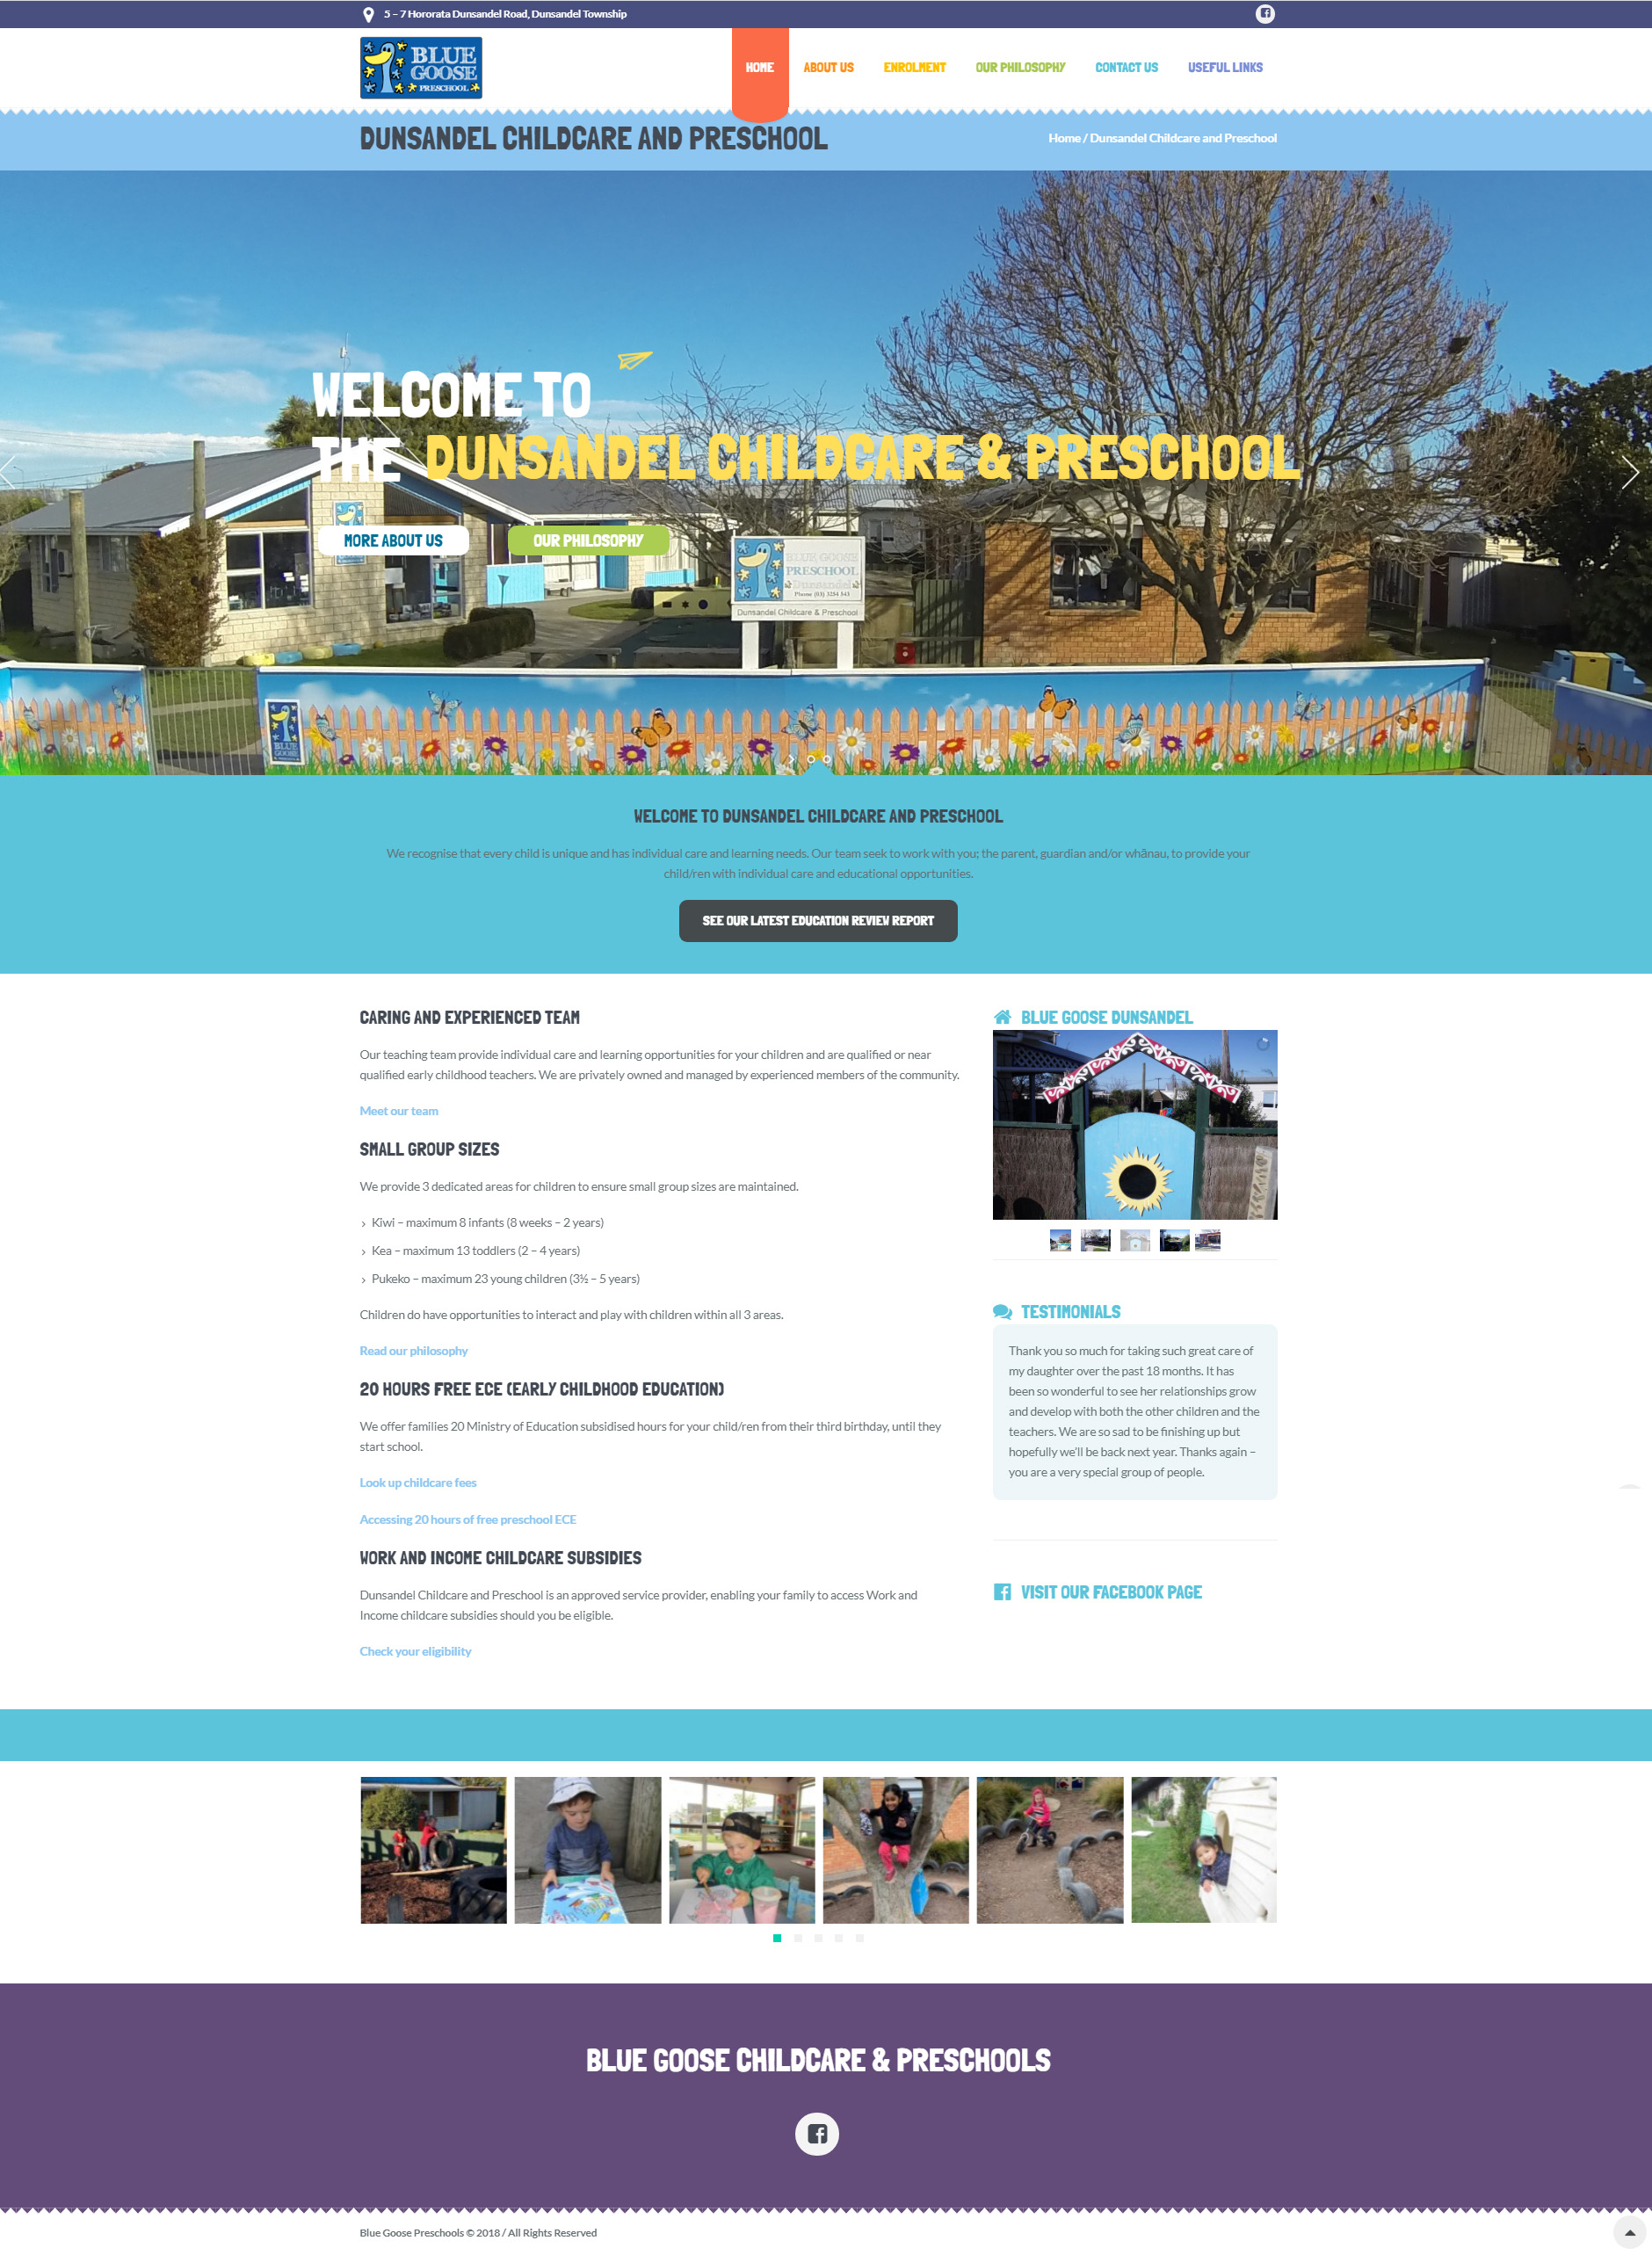 5 – 7 Hororata Dunsandel Road, Dunsandel Township
BLUE
GOOSE
PRESCHOOL
HOME
ABOUT US
ENROLMENT
OUR PHILOSOPHY
CONTACT US
USEFUL LINKS
DUNSANDEL CHILDCARE AND PRESCHOOL
Home / Dunsandel Childcare and Preschool
WELCOME TO
THE DUNSANDEL CHILDCARE & PRESCHOOL
MORE ABOUT US
OUR PHILOSOPHY
BLUE GOOSE
PRESCHOOL
Dunsandel
Phone (03) 3254 543
Dunsandel Childcare & Preschool
BLUE
GOOSE
WELCOME TO DUNSANDEL CHILDCARE AND PRESCHOOL
We recognise that every child is unique and has individual care and learning needs. Our team seek to work with you; the parent, guardian and/or whānau, to provide your
child/ren with individual care and educational opportunities.
SEE OUR LATEST EDUCATION REVIEW REPORT
CARING AND EXPERIENCED TEAM
Our teaching team provide individual care and learning opportunities for your children and are qualified or near
qualified early childhood teachers. We are privately owned and managed by experienced members of the community.
Meet our team
SMALL GROUP SIZES
We provide 3 dedicated areas for children to ensure small group sizes are maintained.
Kiwi – maximum 8 infants (8 weeks – 2 years)
Kea – maximum 13 toddlers (2 – 4 years)
Pukeko – maximum 23 young children (3½ – 5 years)
Children do have opportunities to interact and play with children within all 3 areas.
Read our philosophy
20 HOURS FREE ECE (EARLY CHILDHOOD EDUCATION)
We offer families 20 Ministry of Education subsidised hours for your child/ren from their third birthday, until they
start school.
Look up childcare fees
Accessing 20 hours of free preschool ECE
WORK AND INCOME CHILDCARE SUBSIDIES
Dunsandel Childcare and Preschool is an approved service provider, enabling your family to access Work and
Income childcare subsidies should you be eligible.
Check your eligibility
BLUE GOOSE DUNSANDEL
TESTIMONIALS
Thank you so much for taking such great care of
my daughter over the past 18 months. It has
been so wonderful to see her relationships grow
and develop with both the other children and the
teachers. We are so sad to be finishing up but
hopefully we'll be back next year. Thanks again –
you are a very special group of people.
VISIT OUR FACEBOOK PAGE
BLUE GOOSE CHILDCARE & PRESCHOOLS
Blue Goose Preschools © 2018 / All Rights Reserved